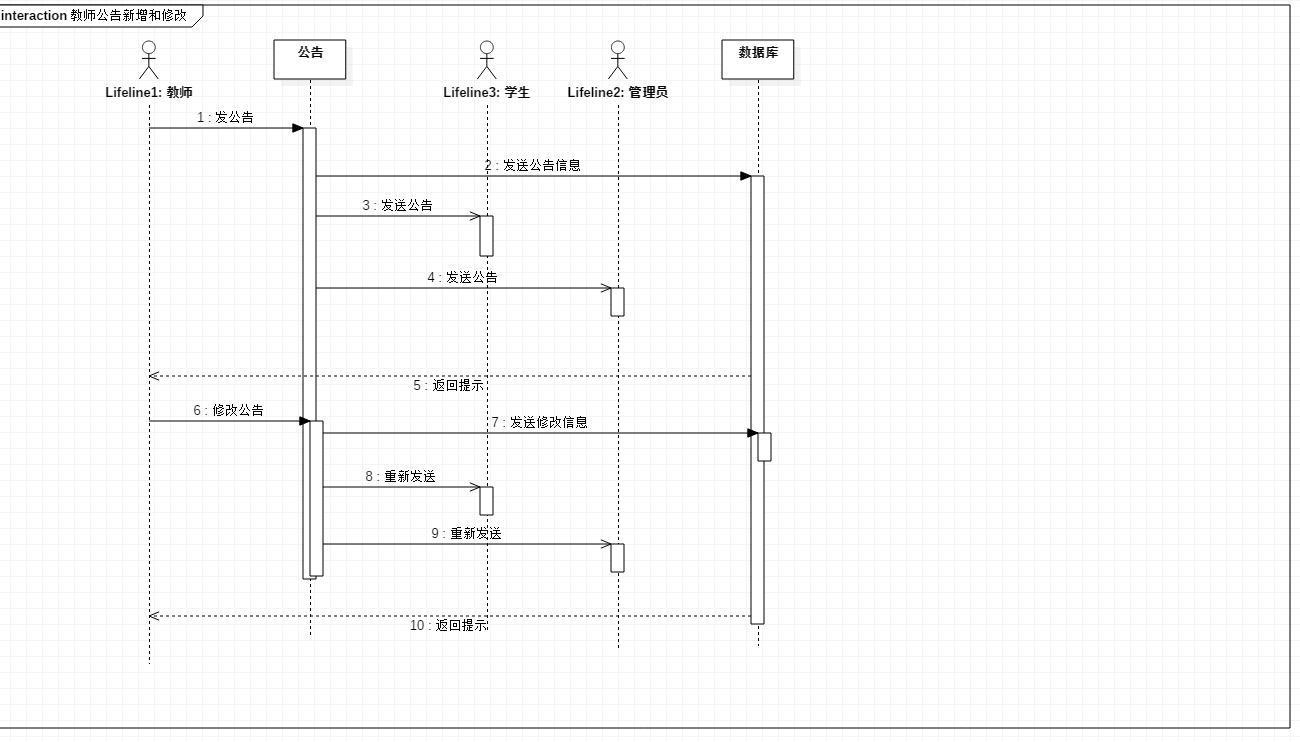 interaction 教师公告新增和修改
公告
数据库
Lifeline1: 教师
Lifeline3: 学生
Lifeline2: 管理员
1 : 发公告
2 : 发送公告信息
3 : 发送公告
4 : 发送公告
5 : 返回提示
6 : 修改公告
7 : 发送修改信息
8 : 重新发送
9 : 重新发送
10 : 返回提示